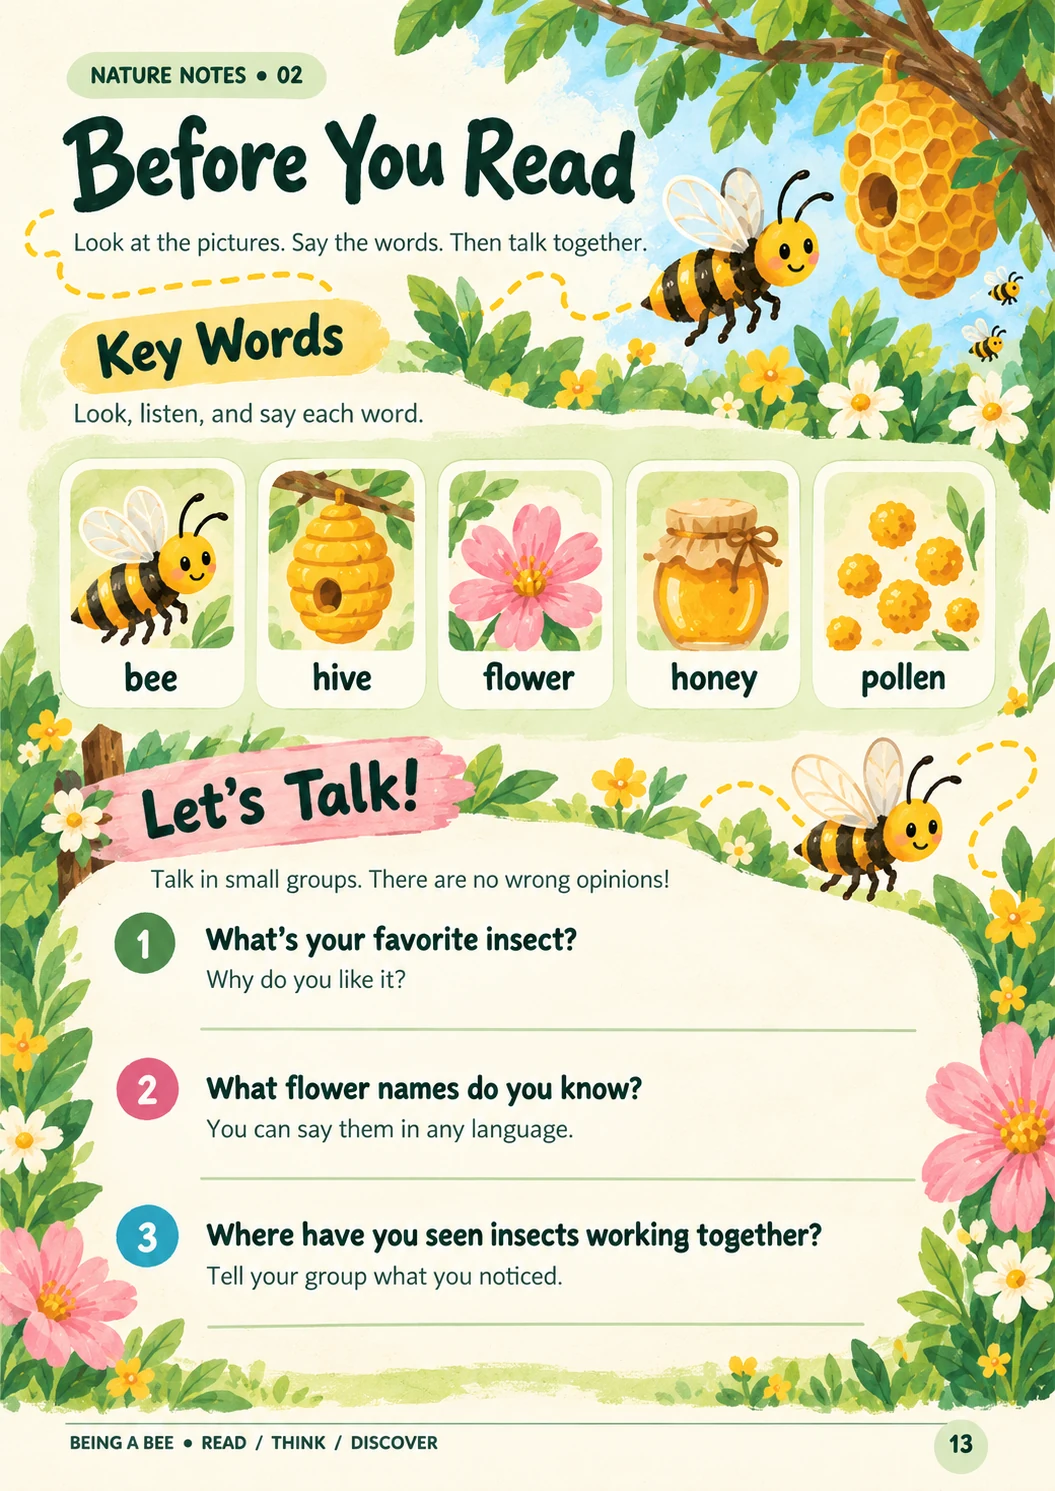 NATURE NOTES • 02
Before You Read
Look at the pictures. Say the words. Then talk together.
Key Words
Look, listen, and say each word.
bee
hive
flower
honey
pollen
Let's Talk!
Talk in small groups. There are no wrong opinions!
1 What's your favorite insect?
Why do you like it?
2 What flower names do you know?
You can say them in any language.
3 Where have you seen insects working together?
Tell your group what you noticed.
BEING A BEE • READ / THINK / DISCOVER
13